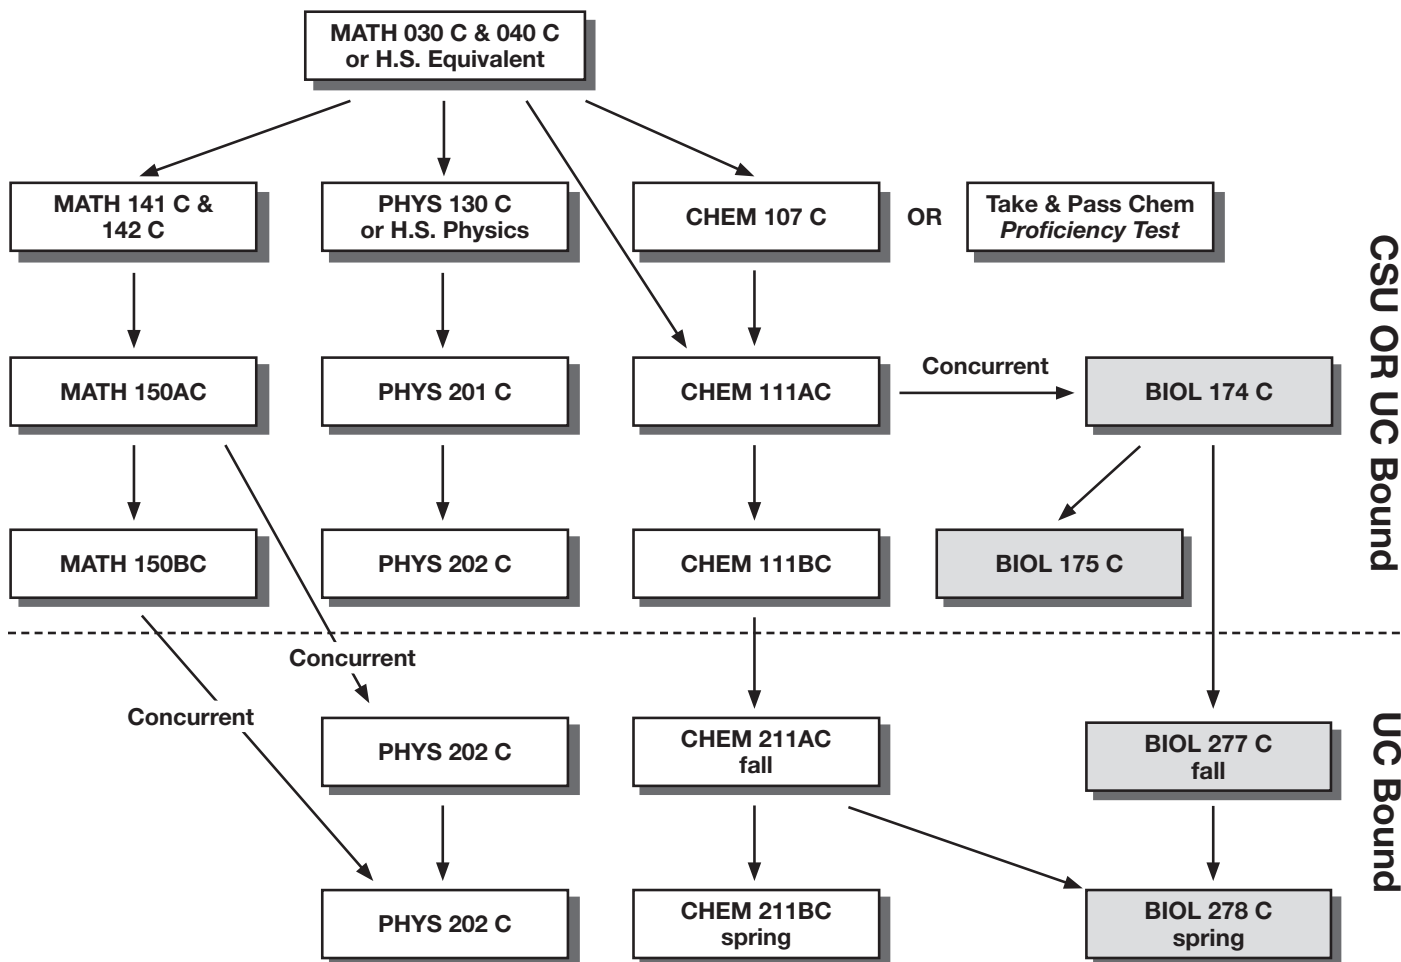 MATH 030 C & 040 C
or H.S. Equivalent
MATH 141 C &
142 C
PHYS 130 C
or H.S. Physics
CHEM 107 C
OR
Take & Pass Chem
Proficiency Test
MATH 150AC
PHYS 201 C
CHEM 111AC
Concurrent
BIOL 174 C
MATH 150BC
PHYS 202 C
CHEM 111BC
BIOL 175 C
CSU OR UC Bound
Concurrent
Concurrent
PHYS 202 C
CHEM 211AC
fall
BIOL 277 C
fall
PHYS 202 C
CHEM 211BC
spring
BIOL 278 C
spring
UC Bound